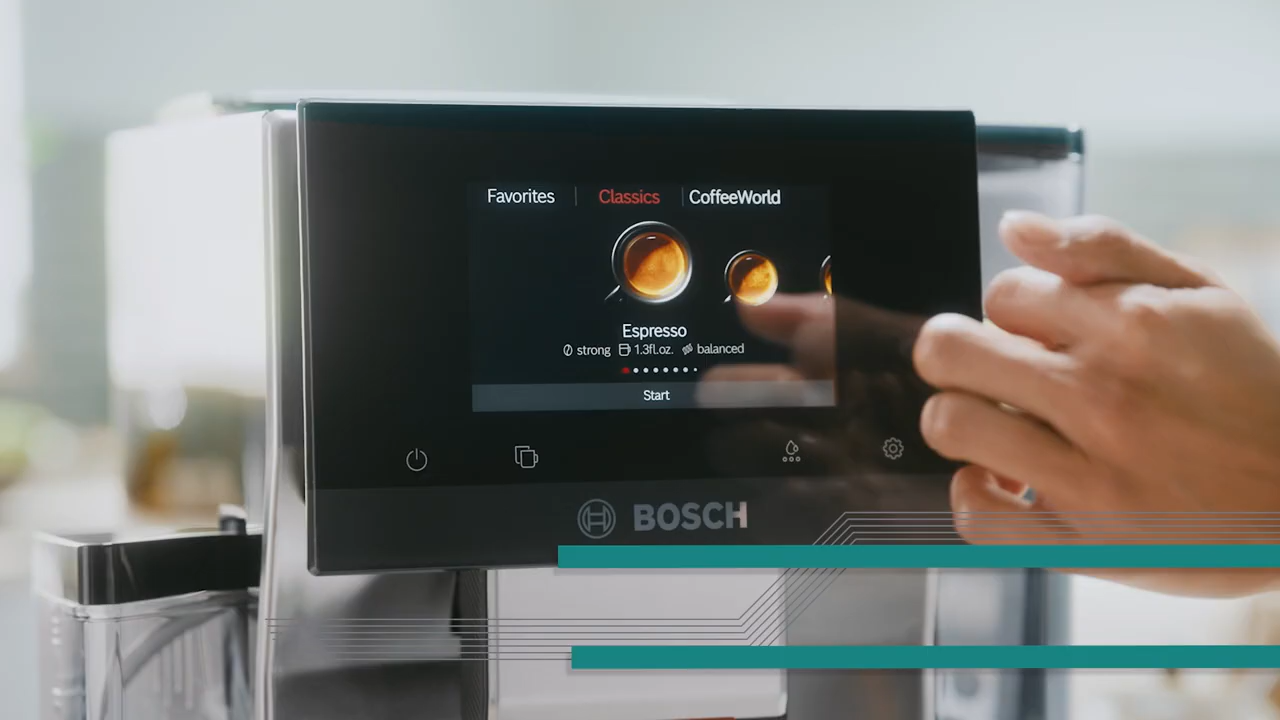 Favorites | Classics | CoffeeWorld
Espresso
strong 1.3fl.oz. balanced
Start
BOSCH